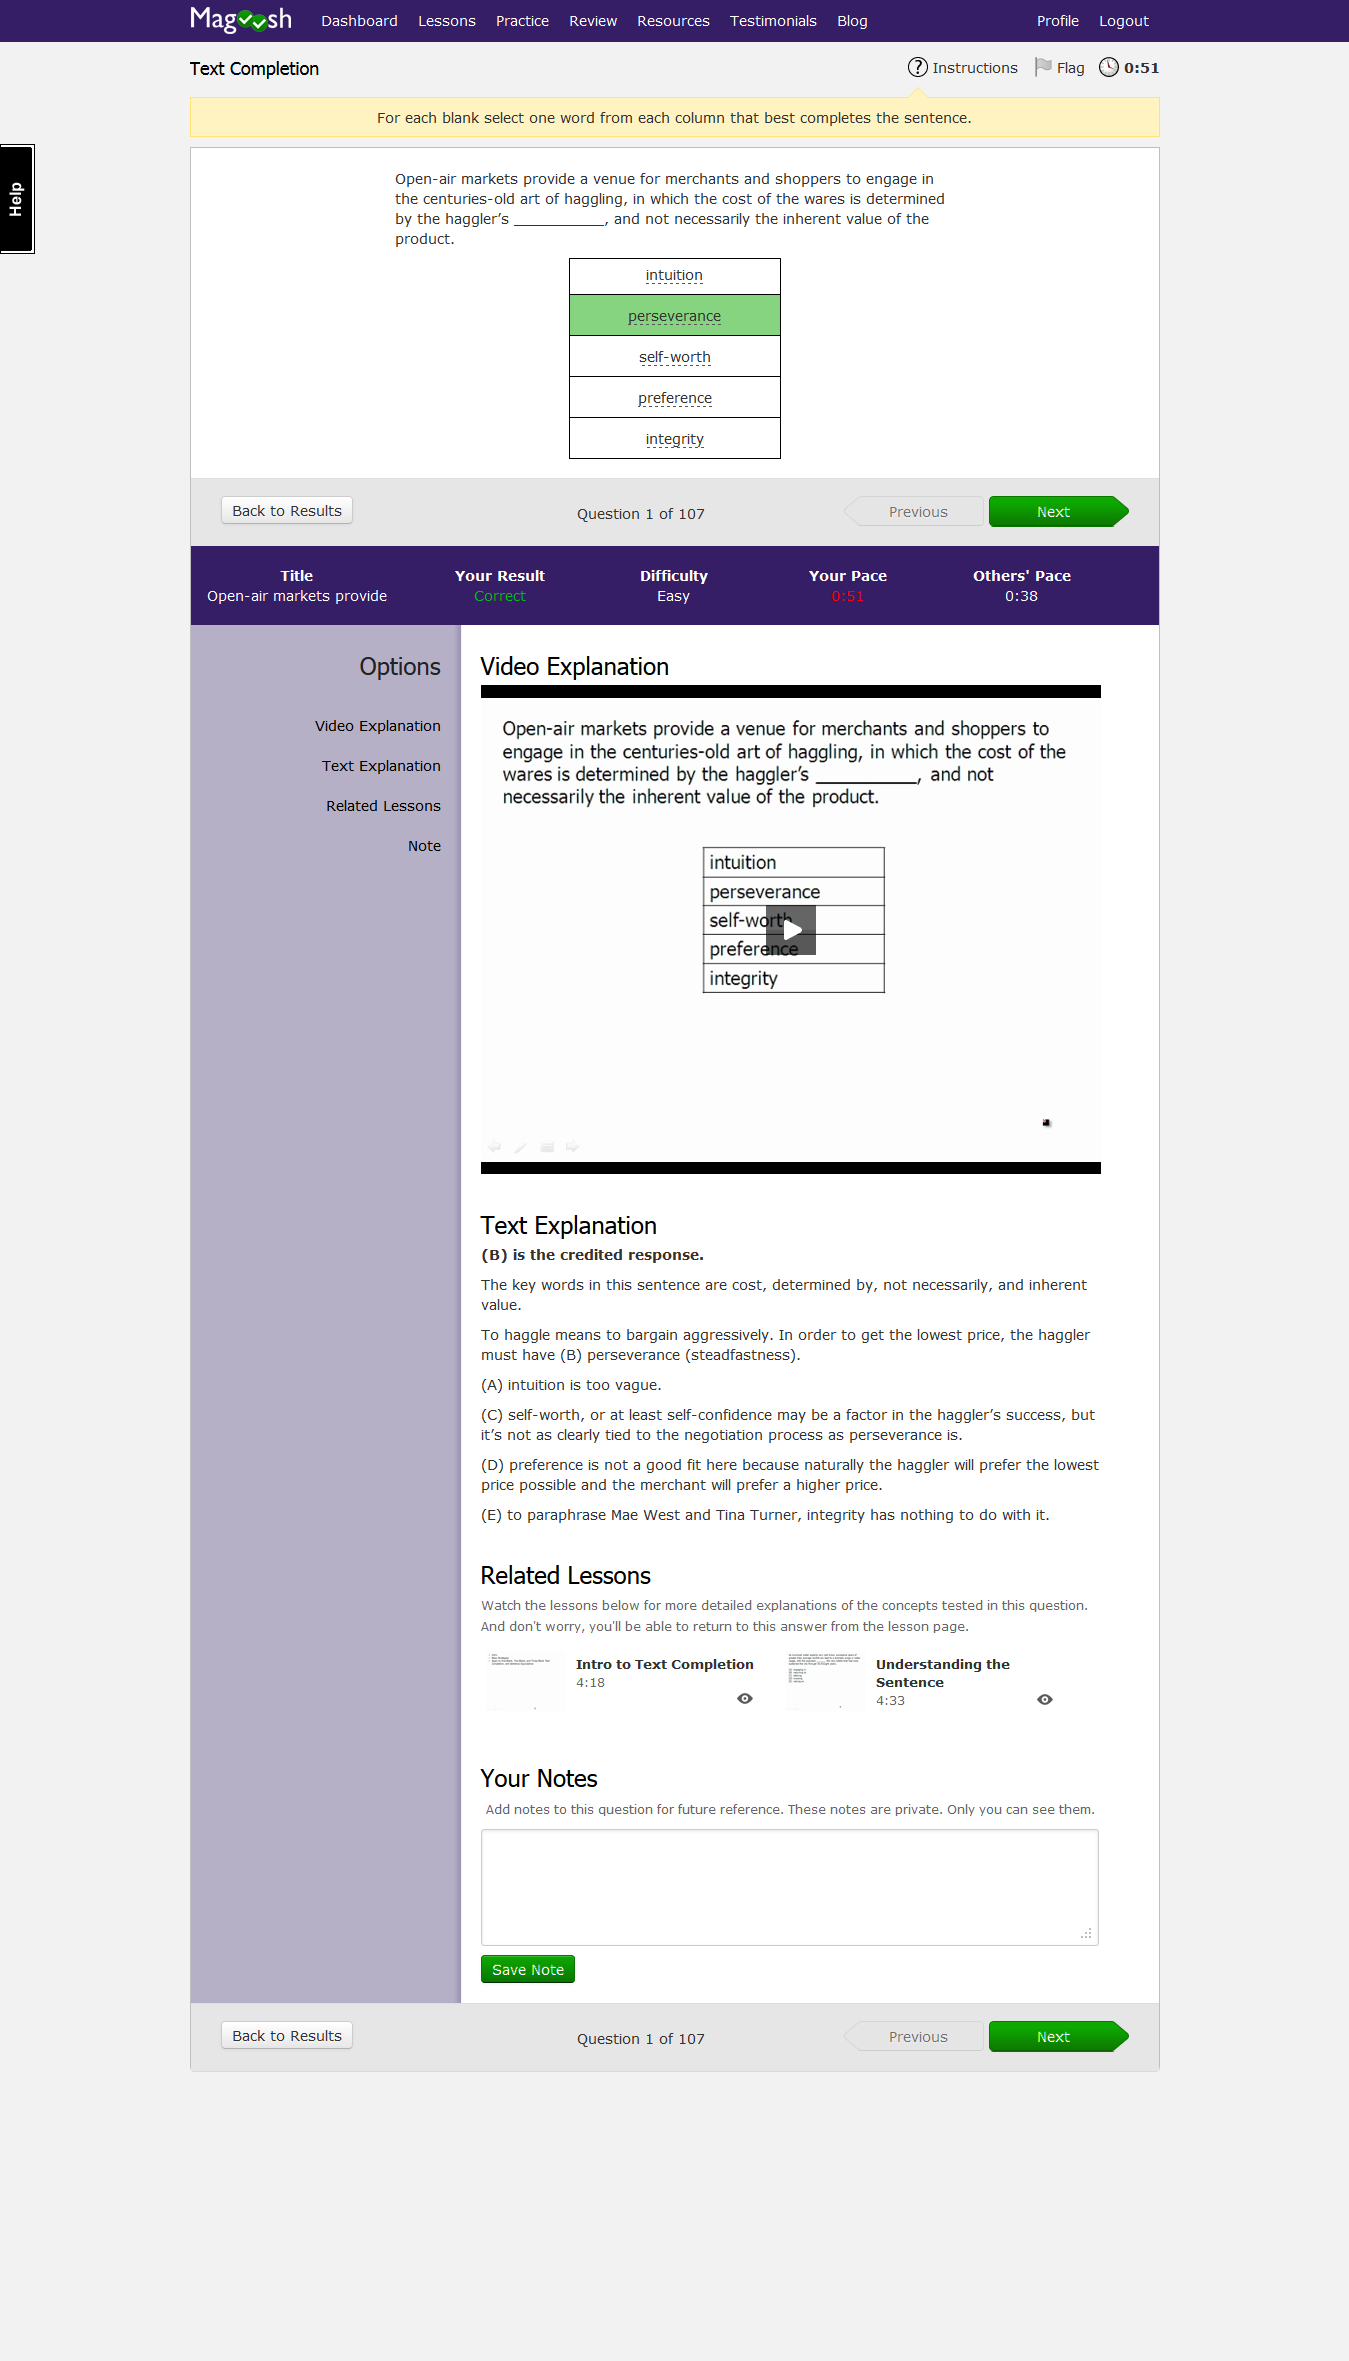 Magoosh Dashboard Lessons Practice Review Resources Testimonials Blog Profile Logout
Text Completion Instructions Flag 0:51
For each blank select one word from each column that best completes the sentence.
Help
Open-air markets provide a venue for merchants and shoppers to engage in
the centuries-old art of haggling, in which the cost of the wares is determined
by the haggler’s ____________, and not necessarily the inherent value of the
product.
intuition
perseverance
self-worth
preference
integrity
Back to Results Question 1 of 107 Previous Next
Title Your Result Difficulty Your Pace Others' Pace
Open-air markets provide Correct Easy 0:51 0:38
Options
Video Explanation
Text Explanation
Related Lessons
Note
Video Explanation
Open-air markets provide a venue for merchants and shoppers to
engage in the centuries-old art of haggling, in which the cost of the
wares is determined by the haggler’s __________, and not
necessarily the inherent value of the product.
intuition
perseverance
self-worth
preference
integrity
Text Explanation
(B) is the credited response.
The key words in this sentence are cost, determined by, not necessarily, and inherent
value.
To haggle means to bargain aggressively. In order to get the lowest price, the haggler
must have (B) perseverance (steadfastness).
(A) intuition is too vague.
(C) self-worth, or at least self-confidence may be a factor in the haggler’s success, but
it’s not as clearly tied to the negotiation process as perseverance is.
(D) preference is not a good fit here because naturally the haggler will prefer the lowest
price possible and the merchant will prefer a higher price.
(E) to paraphrase Mae West and Tina Turner, integrity has nothing to do with it.
Related Lessons
Watch the lessons below for more detailed explanations of the concepts tested in this question.
And don't worry, you'll be able to return to this answer from the lesson page.
Intro to Text Completion
4:18
Understanding the
Sentence
4:33
Your Notes
Add notes to this question for future reference. These notes are private. Only you can see them.
Save Note
Back to Results Question 1 of 107 Previous Next